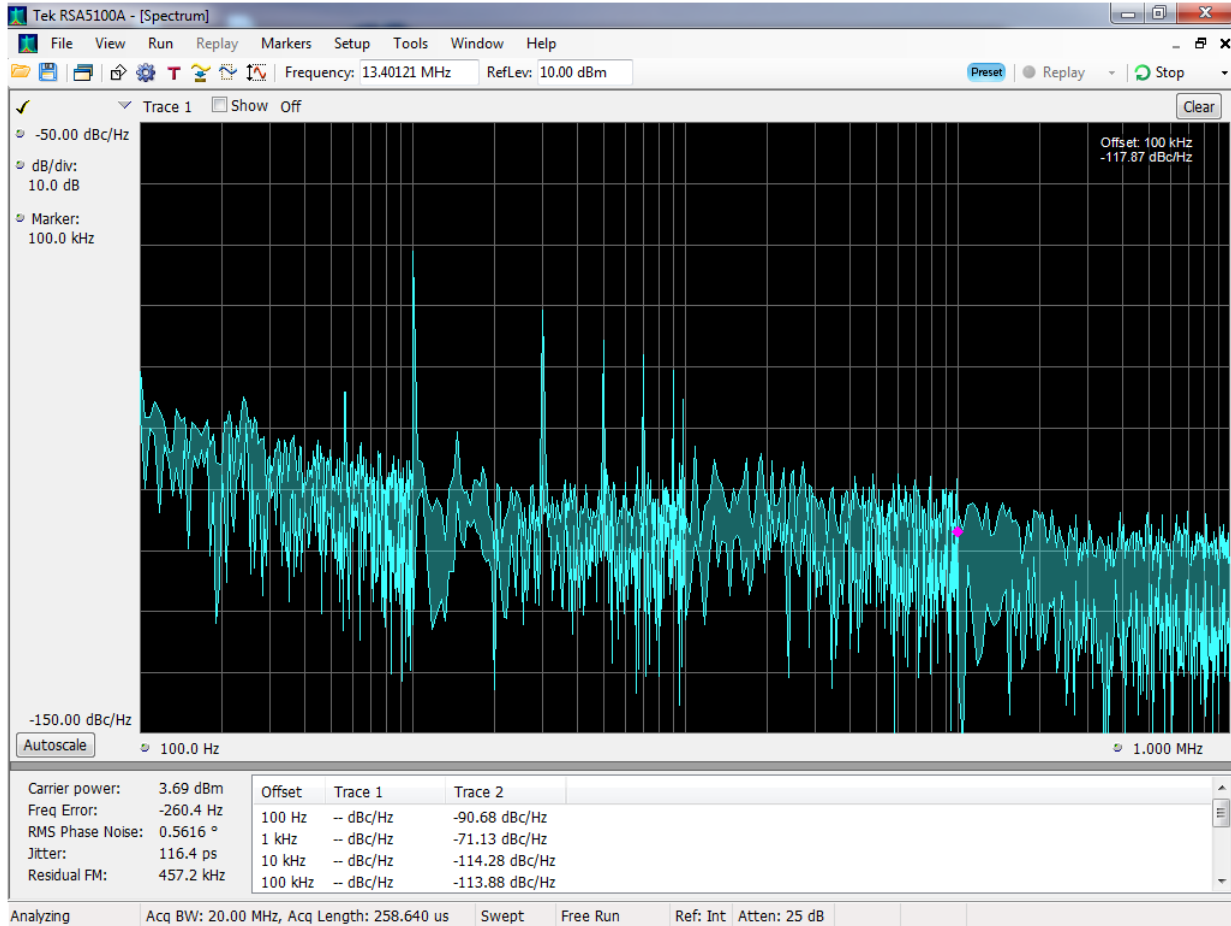 Tek RSA5100A - [Spectrum]
File View Run Replay Markers Setup Tools Window Help
T Frequency: 13.40121 MHz RefLev: 10.00 dBm Preset Replay Stop
Trace 1 Show Off Clear
-50.00 dBc/Hz
Offset: 100 kHz
-117.87 dBc/Hz
dB/div:
10.0 dB
Marker:
100.0 kHz
-150.00 dBc/Hz
Autoscale 100.0 Hz 1.000 MHz
Carrier power: 3.69 dBm
Freq Error: -260.4 Hz
RMS Phase Noise: 0.5616 °
Jitter: 116.4 ps
Residual FM: 457.2 kHz
Offset Trace 1 Trace 2
100 Hz -- dBc/Hz -90.68 dBc/Hz
1 kHz -- dBc/Hz -71.13 dBc/Hz
10 kHz -- dBc/Hz -114.28 dBc/Hz
100 kHz -- dBc/Hz -113.88 dBc/Hz
Analyzing Acq BW: 20.00 MHz, Acq Length: 258.640 us Swept Free Run Ref: Int Atten: 25 dB